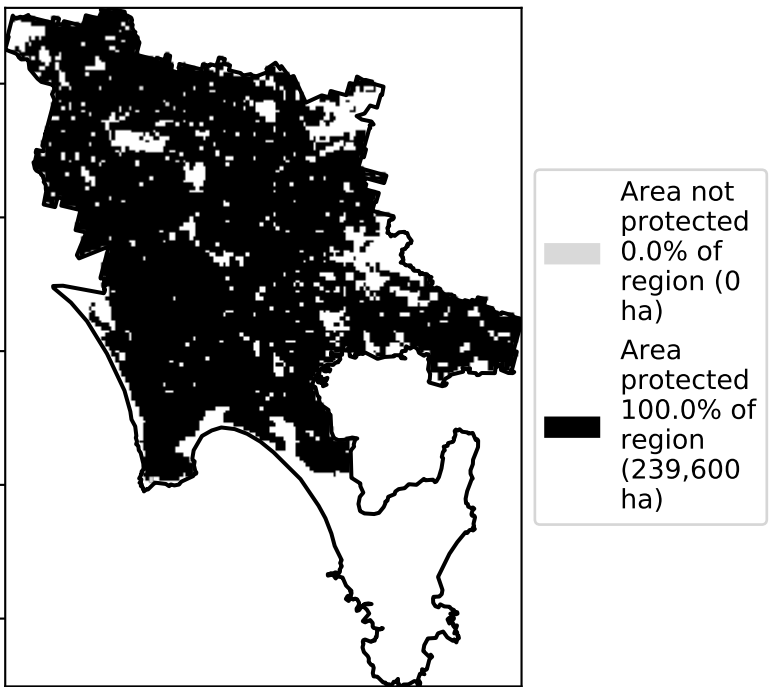 Area not
protected
0.0% of
region (0
ha)
Area
protected
100.0% of
region
(239,600
ha)